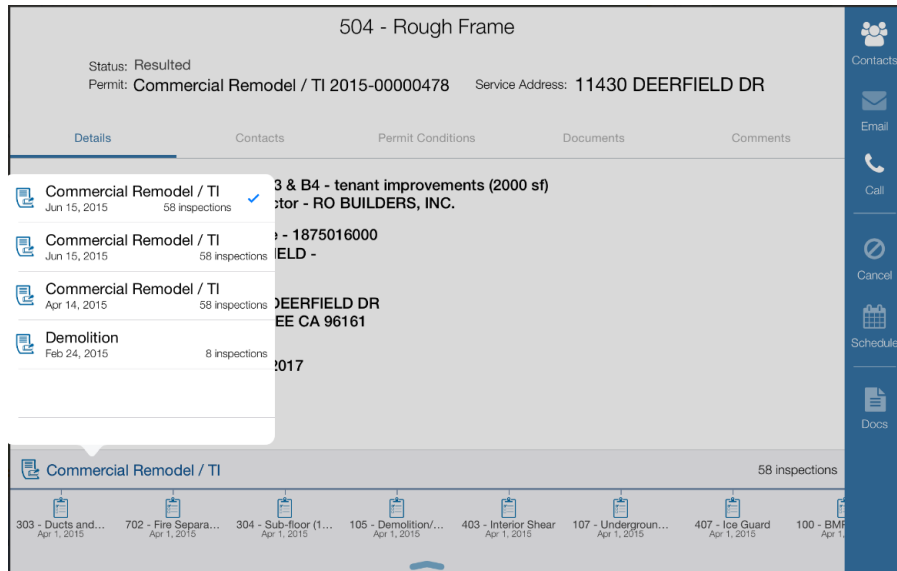 504 - Rough Frame
Status: Resulted
Permit: Commercial Remodel / TI 2015-00000478 Service Address: 11430 DEERFIELD DR
Details Contacts Permit Conditions Documents Comments
Commercial Remodel / TI
Jun 15, 2015 58 inspections
Commercial Remodel / TI
Jun 15, 2015 58 inspections
Commercial Remodel / TI
Apr 14, 2015 58 inspections
Demolition
Feb 24, 2015 8 inspections
3 & B4 - tenant improvements (2000 sf)
ctor - RO BUILDERS, INC.
- 1875016000
IELD -
DEERFIELD DR
EE CA 96161
2017
Commercial Remodel / TI 58 inspections
303 - Ducts and... 702 - Fire Separa... 304 - Sub-floor (1... 105 - Demolition/... 403 - Interior Shear 107 - Undergroun... 407 - Ice Guard 100 - BMP
Apr 1, 2015 Apr 1, 2015 Apr 1, 2015 Apr 1, 2015 Apr 1, 2015 Apr 1, 2015 Apr 1, 2015 Apr 1,
Contacts
Email
Call
Cancel
Schedule
Docs